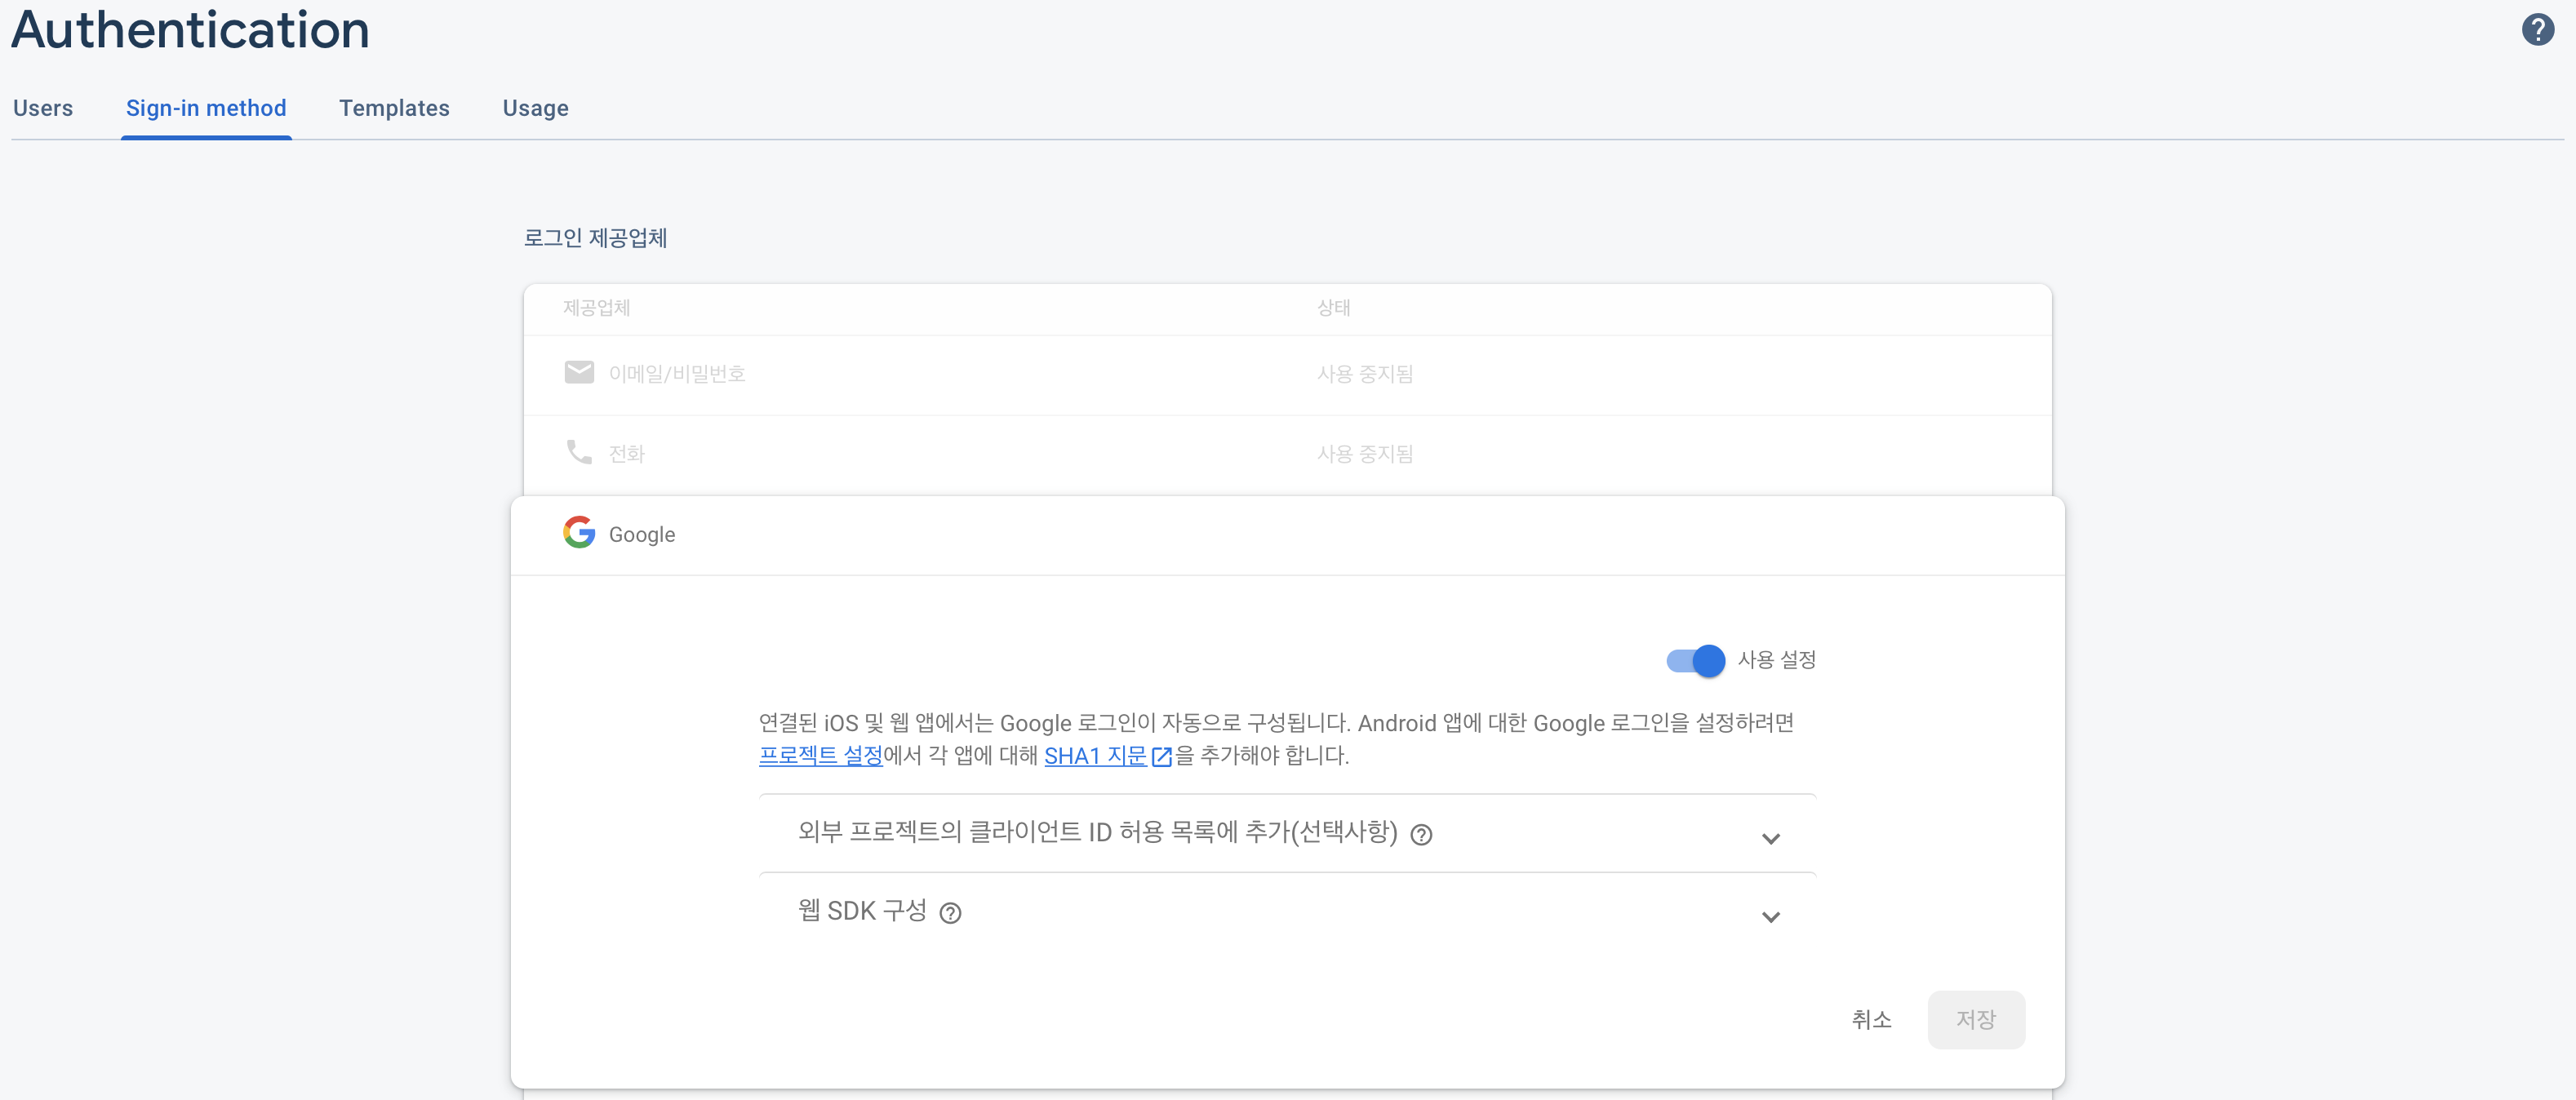 Authentication
Users Sign-in method Templates Usage
로그인 제공업체
제공업체 상태
이메일/비밀번호 사용 중지됨
전화 사용 중지됨
Google
사용 설정
연결된 iOS 및 웹 앱에서는 Google 로그인이 자동으로 구성됩니다. Android 앱에 대한 Google 로그인을 설정하려면
프로젝트 설정에서 각 앱에 대해 SHA1 지문을 추가해야 합니다.
외부 프로젝트의 클라이언트 ID 허용 목록에 추가(선택사항)
웹 SDK 구성
취소 저장